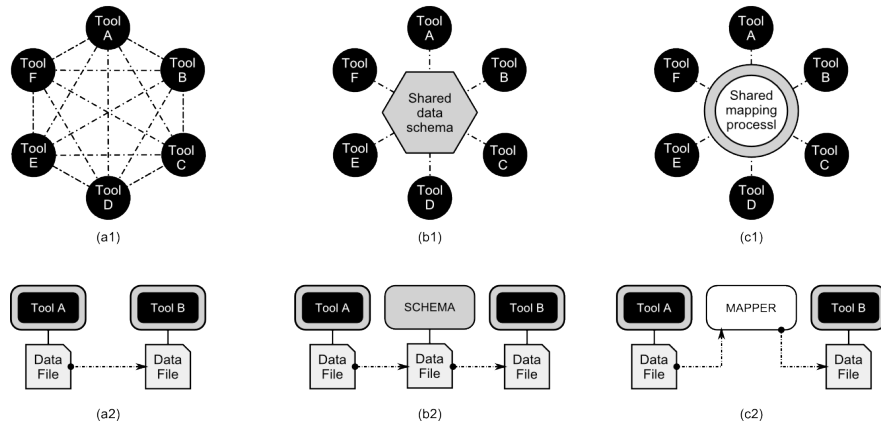 Tool
A
Tool
F
Tool
B
Tool
E
Tool
C
Tool
D
(a1)
Tool
A
Tool
F
Tool
B
Shared
data
schema
Tool
E
Tool
C
Tool
D
(b1)
Tool
A
Tool
F
Tool
B
Shared
mapping
processl
Tool
E
Tool
C
Tool
D
(c1)
Tool A
Tool B
Data
File
Data
File
(a2)
Tool A
SCHEMA
Tool B
Data
File
Data
File
Data
File
(b2)
Tool A
MAPPER
Tool B
Data
File
Data
File
(c2)